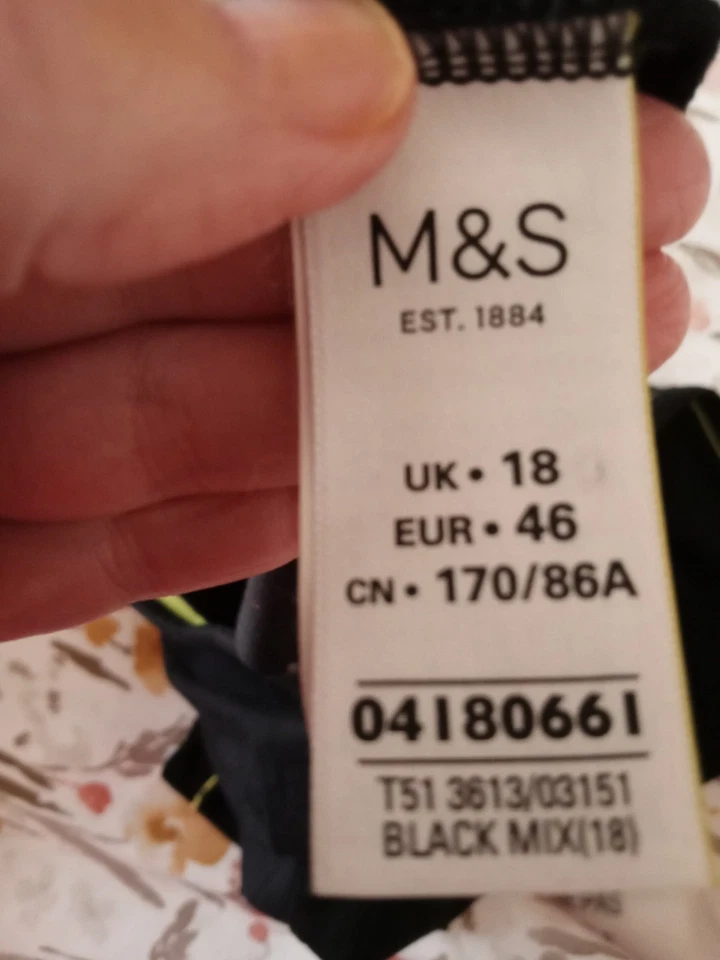 M&S
EST. 1884
UK • 18
EUR • 46
CN • 170/86A
04180661
T51 3613/03151
BLACK MIX(18)